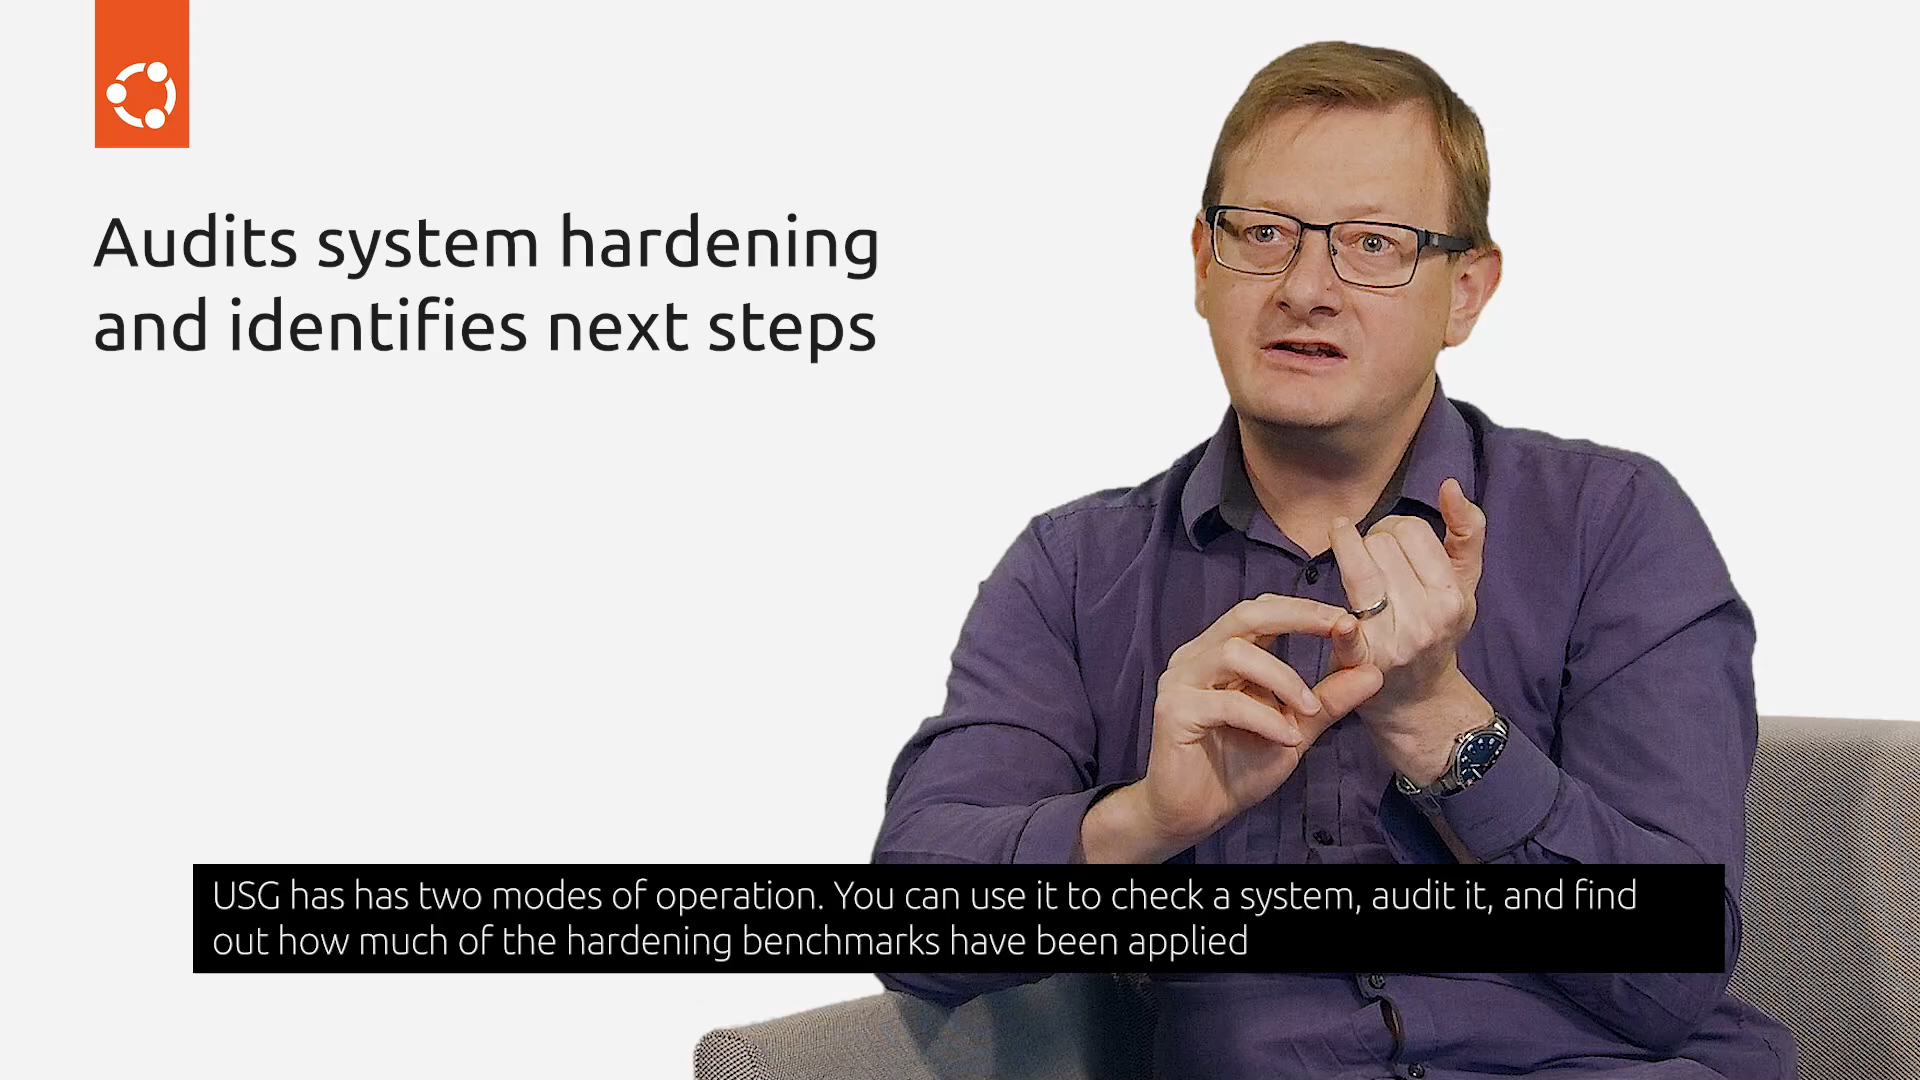 Audits system hardening
and identifies next steps
USG has has two modes of operation. You can use it to check a system, audit it, and find
out how much of the hardening benchmarks have been applied